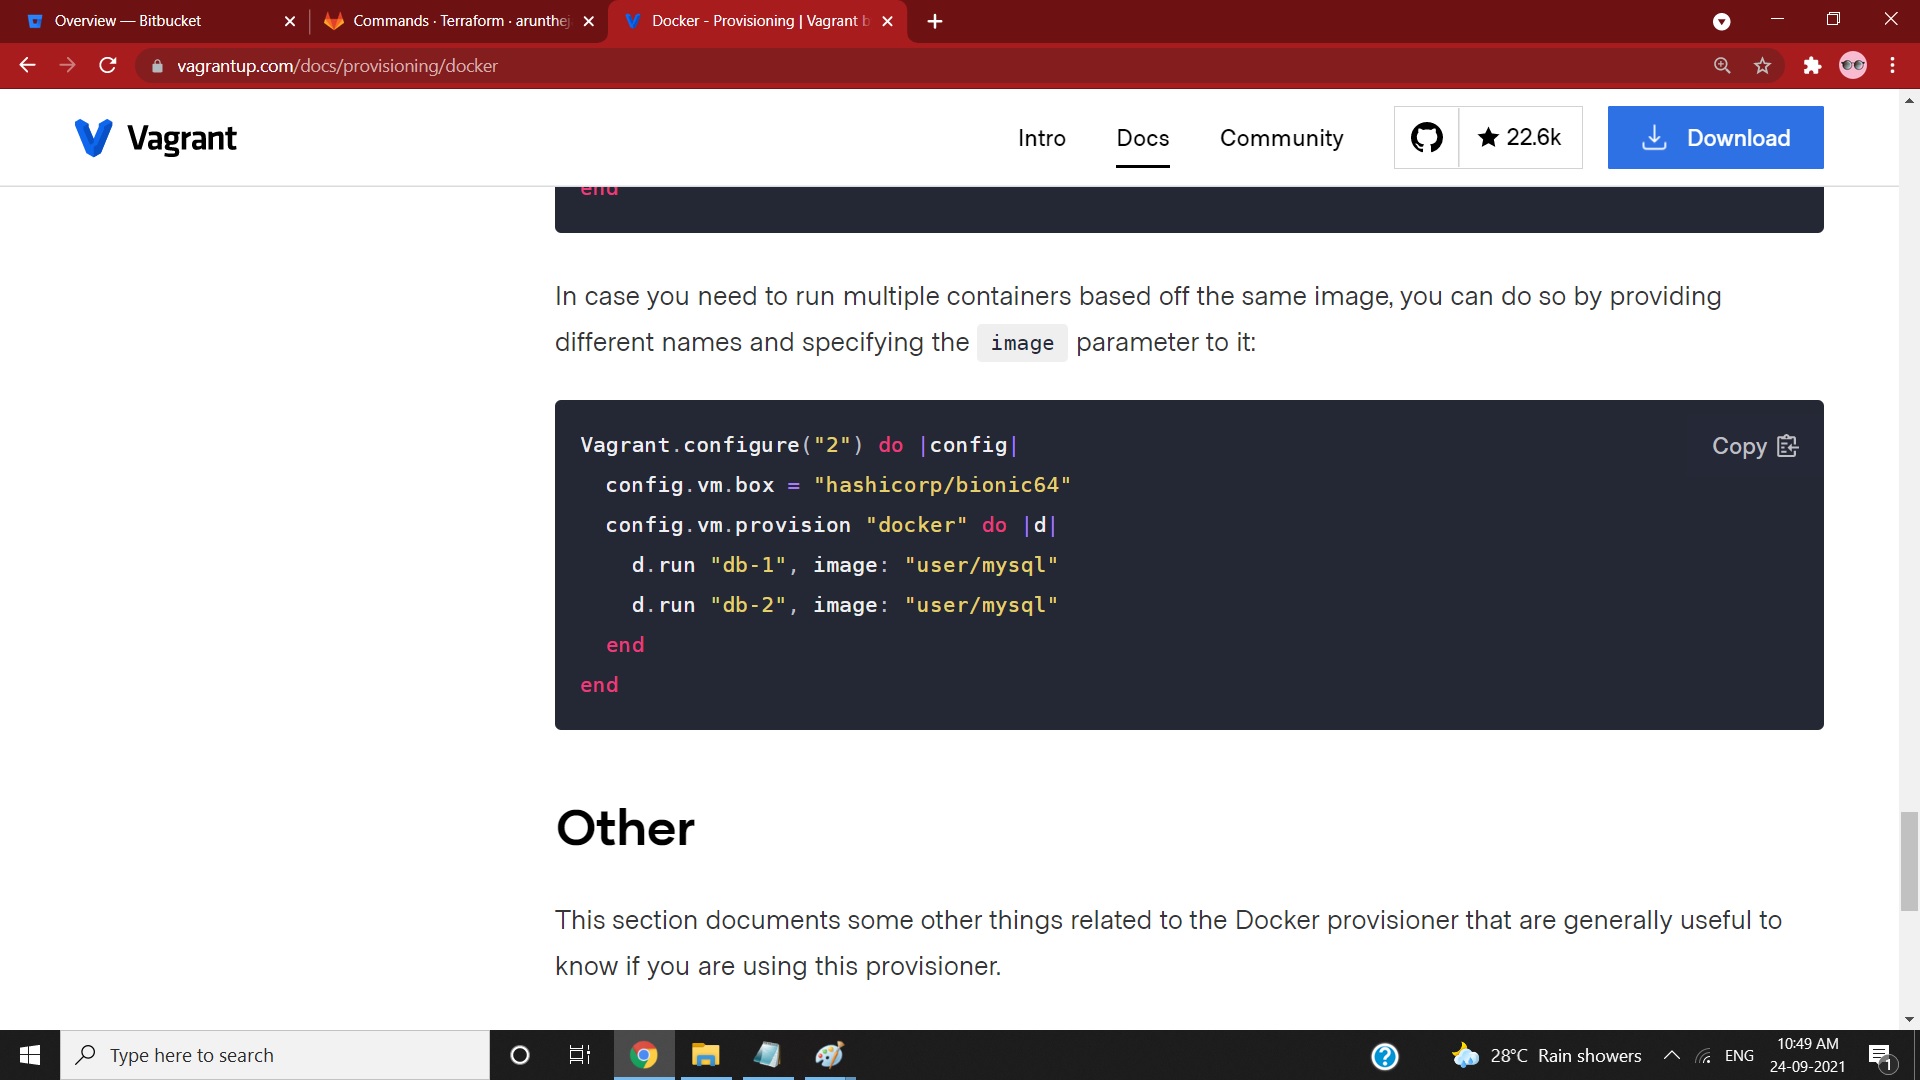 Overview — Bitbucket
Commands · Terraform · arunthej
Docker - Provisioning | Vagrant b
vagrantup.com/docs/provisioning/docker
Vagrant
Intro
Docs
Community
22.6k
Download
end
In case you need to run multiple containers based off the same image, you can do so by providing
different names and specifying the image parameter to it:
Copy
Vagrant.configure("2") do |config|
  config.vm.box = "hashicorp/bionic64"
  config.vm.provision "docker" do |d|
    d.run "db-1", image: "user/mysql"
    d.run "db-2", image: "user/mysql"
  end
end
Other
This section documents some other things related to the Docker provisioner that are generally useful to
know if you are using this provisioner.
Type here to search
28°C Rain showers
ENG
10:49 AM
24-09-2021
1